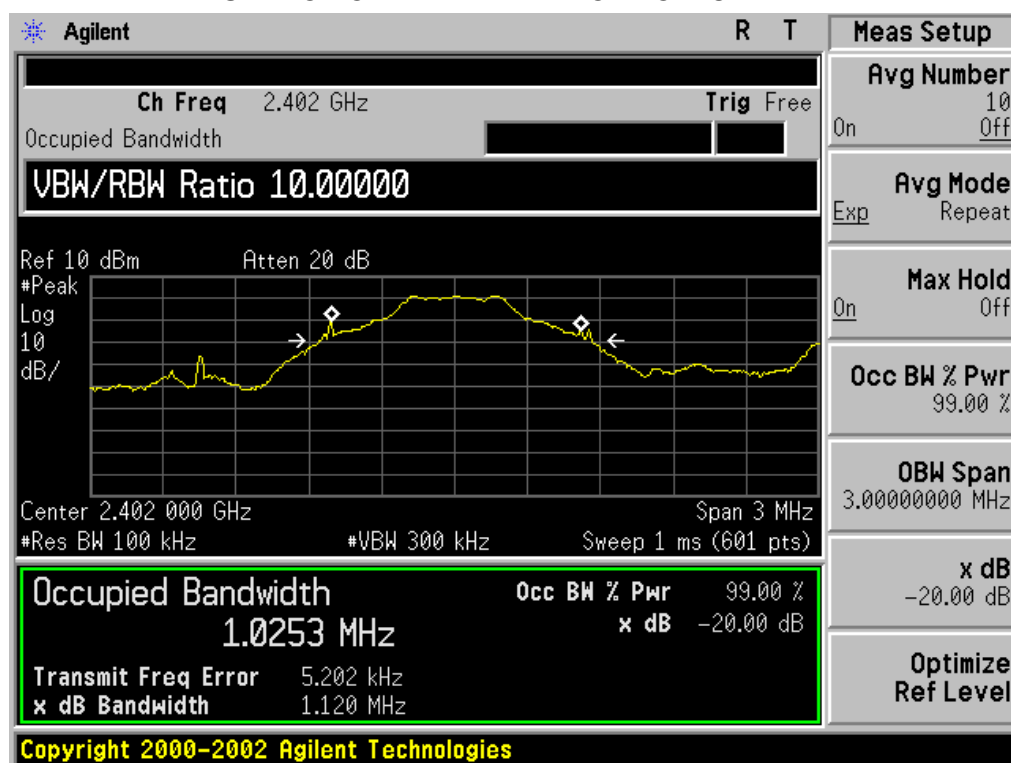 Agilent R T Meas Setup
Ch Freq 2.402 GHz Trig Free
Occupied Bandwidth
VBW/RBW Ratio 10.00000
Ref 10 dBm Atten 20 dB
#Peak
Log
10
dB/
Center 2.402 000 GHz Span 3 MHz
#Res BW 100 kHz #VBW 300 kHz Sweep 1 ms (601 pts)
Occupied Bandwidth Occ BW % Pwr 99.00 %
1.0253 MHz x dB -20.00 dB
Transmit Freq Error 5.202 kHz
x dB Bandwidth 1.120 MHz
Avg Number
10
On Off
Avg Mode
Exp Repeat
Max Hold
On Off
Occ BW % Pwr
99.00 %
OBW Span
3.00000000 MHz
x dB
-20.00 dB
Optimize
Ref Level
Copyright 2000-2002 Agilent Technologies